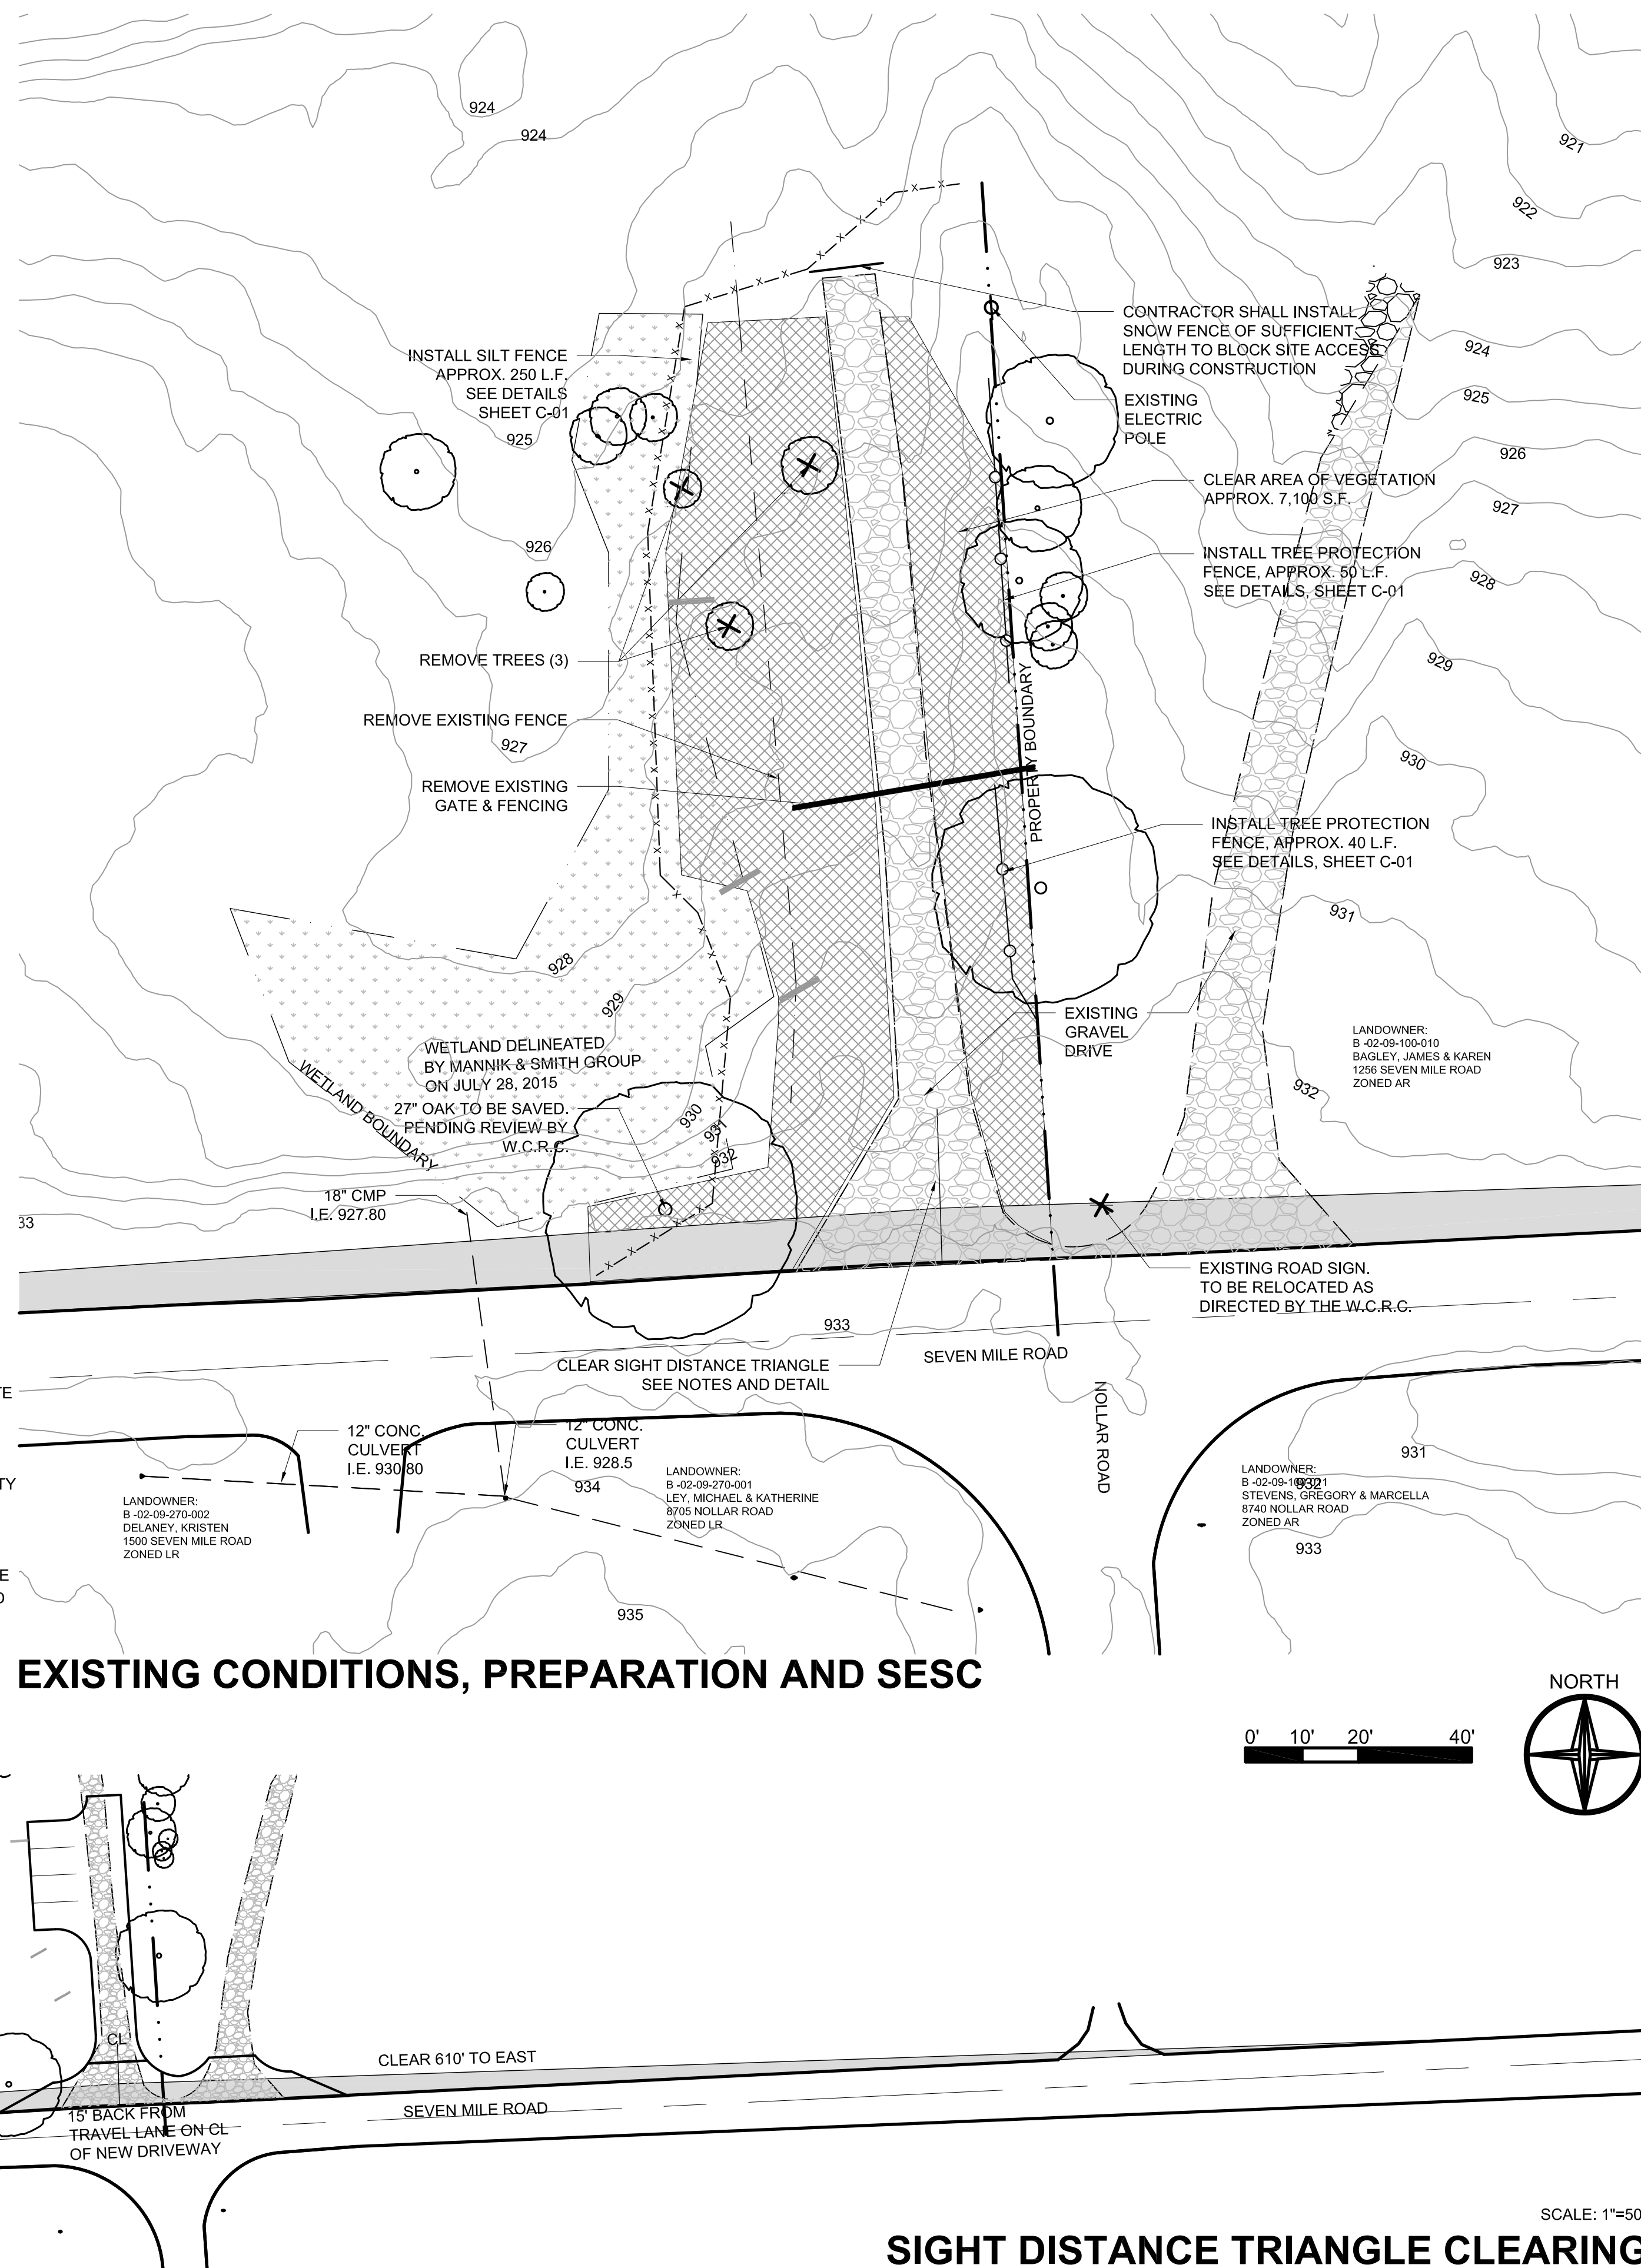 924
924
921
922
923
CONTRACTOR SHALL INSTALL
SNOW FENCE OF SUFFICIENT
LENGTH TO BLOCK SITE ACCESS
DURING CONSTRUCTION
924
INSTALL SILT FENCE
APPROX. 250 L.F.
SEE DETAILS
SHEET C-01
925
EXISTING
ELECTRIC
POLE
925
926
CLEAR AREA OF VEGETATION
APPROX. 7,100 S.F.
927
926
INSTALL TREE PROTECTION
FENCE, APPROX. 50 L.F.
SEE DETAILS, SHEET C-01
928
REMOVE TREES (3)
929
REMOVE EXISTING FENCE
927
PROPERTY BOUNDARY
930
REMOVE EXISTING
GATE & FENCING
INSTALL TREE PROTECTION
FENCE, APPROX. 40 L.F.
SEE DETAILS, SHEET C-01
931
928
929
EXISTING
GRAVEL
DRIVE
LANDOWNER:
B -02-09-100-010
BAGLEY, JAMES & KAREN
1256 SEVEN MILE ROAD
ZONED AR
932
WETLAND DELINEATED
BY MANNIK & SMITH GROUP
ON JULY 28, 2015
WETLAND BOUNDARY
27" OAK TO BE SAVED.
PENDING REVIEW BY
W.C.R.C.
930
931
932
18" CMP
I.E. 927.80
33
EXISTING ROAD SIGN.
TO BE RELOCATED AS
DIRECTED BY THE W.C.R.C.
933
SEVEN MILE ROAD
CLEAR SIGHT DISTANCE TRIANGLE
SEE NOTES AND DETAIL
NOLLAR ROAD
TE
12" CONC.
CULVERT
I.E. 930.80
12" CONC.
CULVERT
I.E. 928.5
934
931
TY
LANDOWNER:
B -02-09-270-002
DELANEY, KRISTEN
1500 SEVEN MILE ROAD
ZONED LR
LANDOWNER:
B -02-09-270-001
LEY, MICHAEL & KATHERINE
8705 NOLLAR ROAD
ZONED LR
LANDOWNER:
B -02-09-100-021
932
STEVENS, GREGORY & MARCELLA
8740 NOLLAR ROAD
ZONED AR
933
E
935
EXISTING CONDITIONS, PREPARATION AND SESC
NORTH
0' 10' 20' 40'
CL
CLEAR 610' TO EAST
SEVEN MILE ROAD
15' BACK FROM
TRAVEL LANE ON CL
OF NEW DRIVEWAY
SCALE: 1"=50
SIGHT DISTANCE TRIANGLE CLEARING